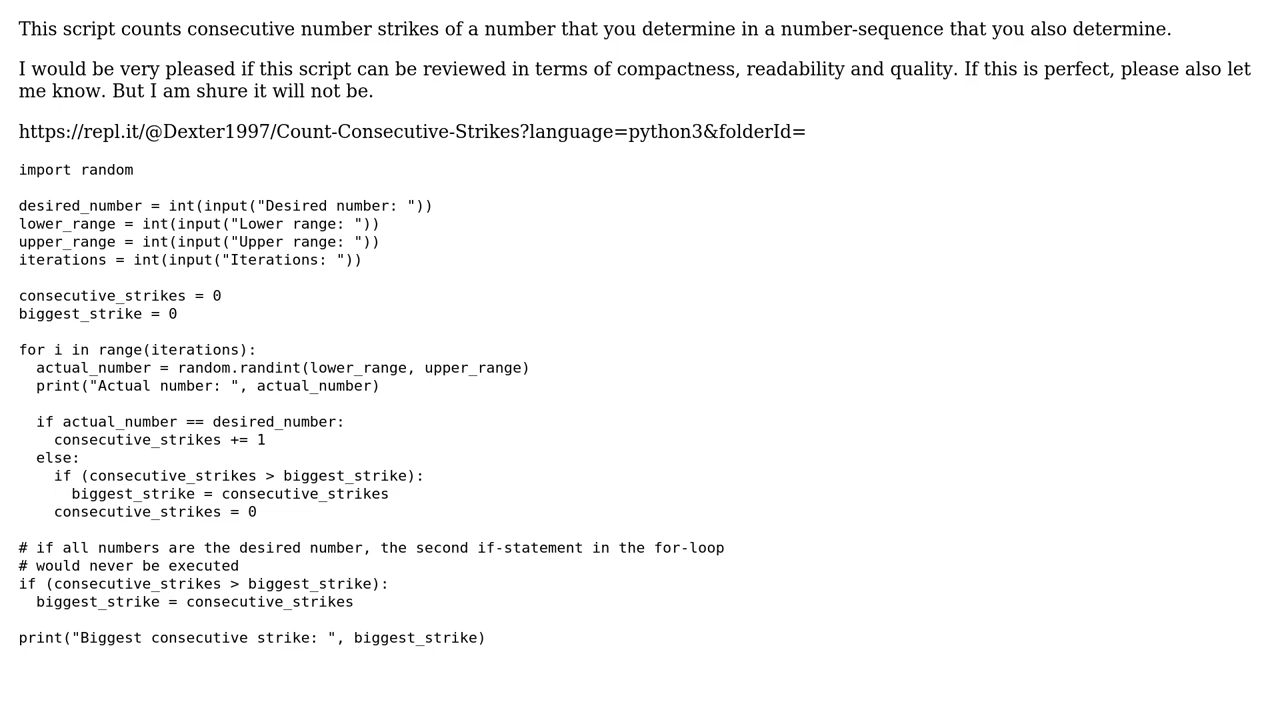 This script counts consecutive number strikes of a number that you determine in a number-sequence that you also determine.
I would be very pleased if this script can be reviewed in terms of compactness, readability and quality. If this is perfect, please also let
me know. But I am shure it will not be.
https://repl.it/@Dexter1997/Count-Consecutive-Strikes?language=python3&folderId=
import random

desired_number = int(input("Desired number: "))
lower_range = int(input("Lower range: "))
upper_range = int(input("Upper range: "))
iterations = int(input("Iterations: "))

consecutive_strikes = 0
biggest_strike = 0

for i in range(iterations):
  actual_number = random.randint(lower_range, upper_range)
  print("Actual number: ", actual_number)

  if actual_number == desired_number:
    consecutive_strikes += 1
  else:
    if (consecutive_strikes > biggest_strike):
      biggest_strike = consecutive_strikes
    consecutive_strikes = 0

# if all numbers are the desired number, the second if-statement in the for-loop
# would never be executed
if (consecutive_strikes > biggest_strike):
  biggest_strike = consecutive_strikes

print("Biggest consecutive strike: ", biggest_strike)